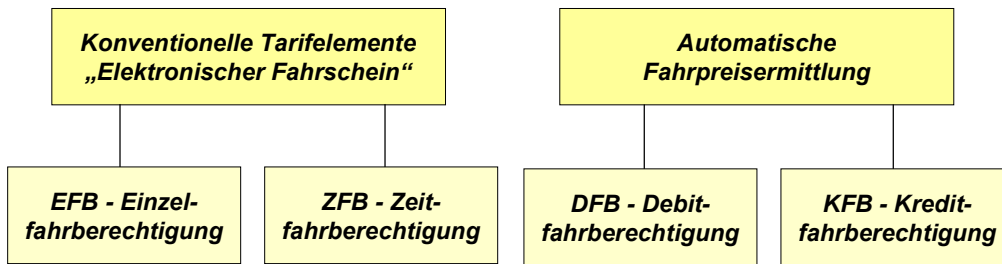 Konventionelle Tarifelemente
„Elektronischer Fahrschein“
Automatische
Fahrpreisermittlung
EFB - Einzel-
fahrberechtigung
ZFB - Zeit-
fahrberechtigung
DFB - Debit-
fahrberechtigung
KFB - Kredit-
fahrberechtigung